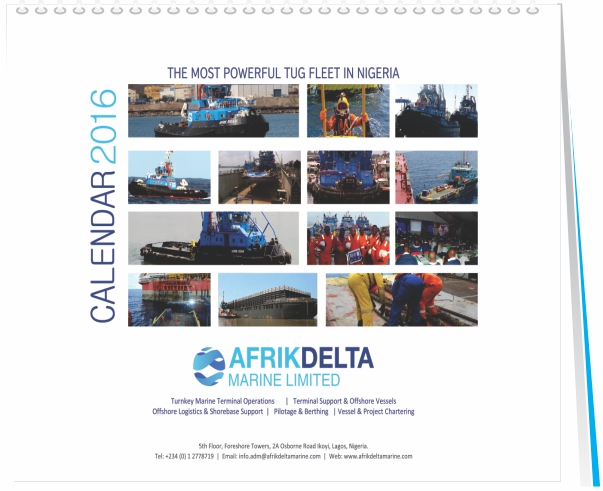 THE MOST POWERFUL TUG FLEET IN NIGERIA
CALENDAR 2016
AFRIKDELTA
MARINE LIMITED
Turnkey Marine Terminal Operations | Terminal Support & Offshore Vessels
Offshore Logistics & Shorebase Support | Pilotage & Berthing | Vessel & Project Chartering
5th Floor, Foreshore Towers, 2A Osborne Road Ikoyi, Lagos, Nigeria.
Tel: +234 (0) 1 2778719 | Email: info.adm@afrikdeltamarine.com | Web: www.afrikdeltamarine.com